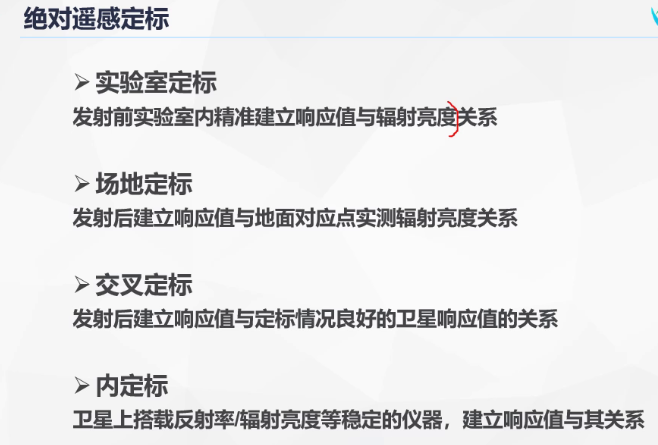 绝对遥感定标
➢ 实验室定标
发射前实验室内精准建立响应值与辐射亮度关系
➢ 场地定标
发射后建立响应值与地面对应点实测辐射亮度关系
➢ 交叉定标
发射后建立响应值与定标情况良好的卫星响应值的关系
➢ 内定标
卫星上搭载反射率/辐射亮度等稳定的仪器，建立响应值与其关系